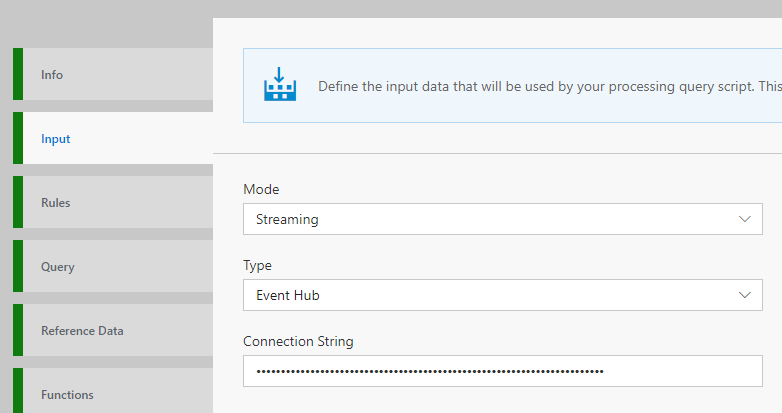 Info
Input
Rules
Query
Reference Data
Functions
Define the input data that will be used by your processing query script. This
Mode
Streaming
Type
Event Hub
Connection String
••••••••••••••••••••••••••••••••••••••••••••••••••••••••••••••••••••••